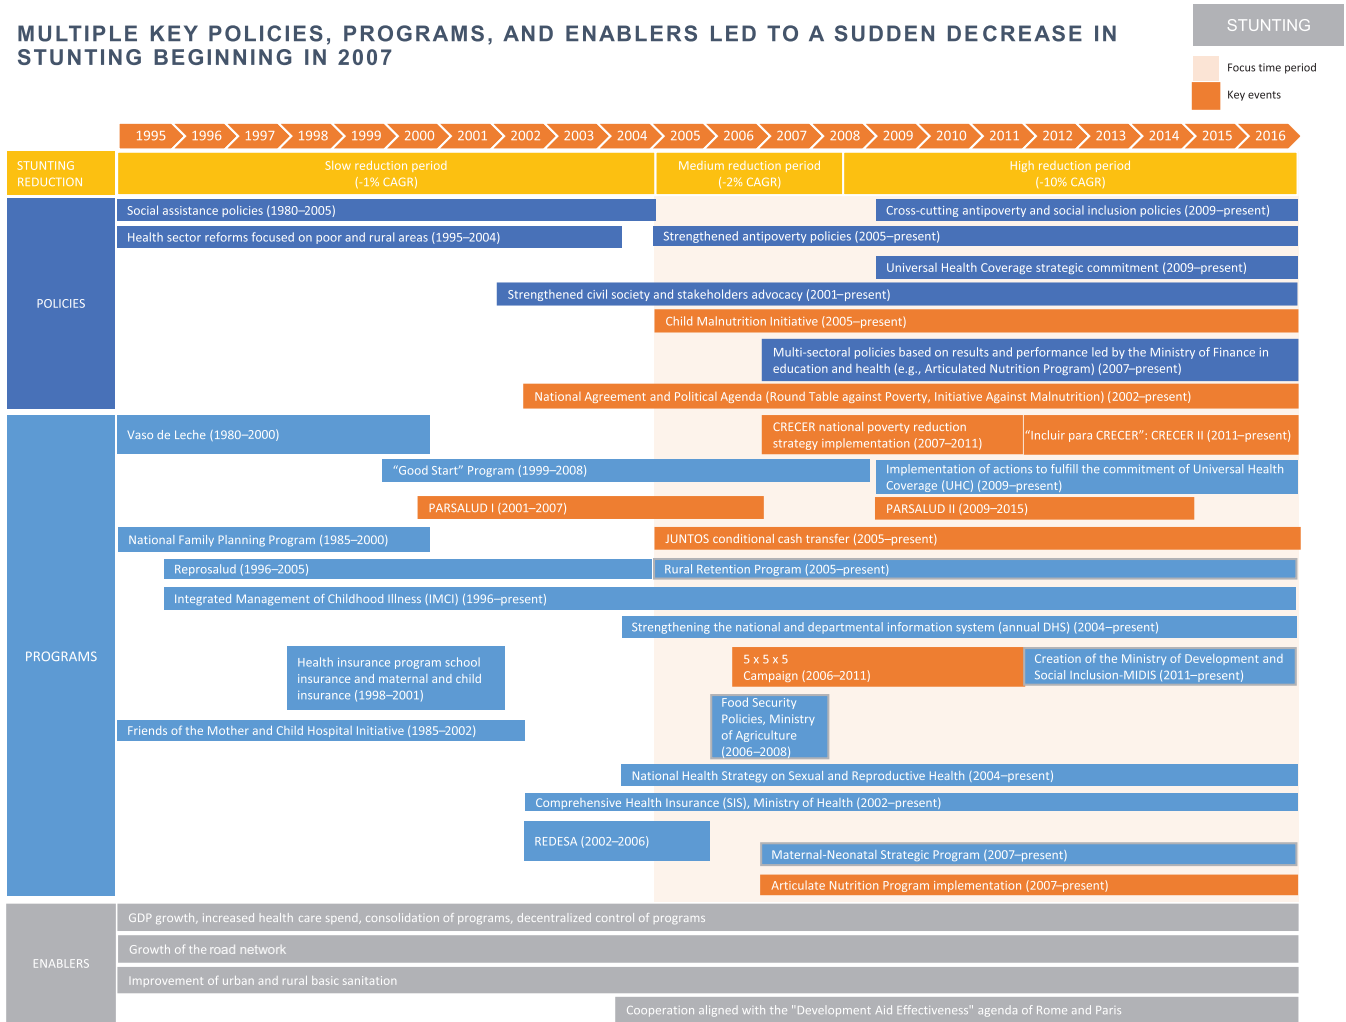 MULTIPLE KEY POLICIES, PROGRAMS, AND ENABLERS LED TO A SUDDEN DECREASE IN
STUNTING BEGINNING IN 2007
STUNTING
Focus time period
Key events
1995 1996 1997 1998 1999 2000 2001 2002 2003 2004 2005 2006 2007 2008 2009 2010 2011 2012 2013 2014 2015 2016
STUNTING
REDUCTION
Slow reduction period
(-1% CAGR)
Medium reduction period
(-2% CAGR)
High reduction period
(-10% CAGR)
POLICIES
Social assistance policies (1980–2005)
Cross-cutting antipoverty and social inclusion policies (2009–present)
Health sector reforms focused on poor and rural areas (1995–2004)
Strengthened antipoverty policies (2005–present)
Universal Health Coverage strategic commitment (2009–present)
Strengthened civil society and stakeholders advocacy (2001–present)
Child Malnutrition Initiative (2005–present)
Multi-sectoral policies based on results and performance led by the Ministry of Finance in
education and health (e.g., Articulated Nutrition Program) (2007–present)
National Agreement and Political Agenda (Round Table against Poverty, Initiative Against Malnutrition) (2002–present)
PROGRAMS
Vaso de Leche (1980–2000)
CRECER national poverty reduction
strategy implementation (2007–2011)
“Incluir para CRECER”: CRECER II (2011–present)
“Good Start” Program (1999–2008)
Implementation of actions to fulfill the commitment of Universal Health
Coverage (UHC) (2009–present)
PARSALUD I (2001–2007)
PARSALUD II (2009–2015)
National Family Planning Program (1985–2000)
JUNTOS conditional cash transfer (2005–present)
Reprosalud (1996–2005)
Rural Retention Program (2005–present)
Integrated Management of Childhood Illness (IMCI) (1996–present)
Strengthening the national and departmental information system (annual DHS) (2004–present)
Health insurance program school
insurance and maternal and child
insurance (1998–2001)
5 x 5 x 5
Campaign (2006–2011)
Creation of the Ministry of Development and
Social Inclusion-MIDIS (2011–present)
Food Security
Policies, Ministry
of Agriculture
(2006–2008)
Friends of the Mother and Child Hospital Initiative (1985–2002)
National Health Strategy on Sexual and Reproductive Health (2004–present)
Comprehensive Health Insurance (SIS), Ministry of Health (2002–present)
REDESA (2002–2006)
Maternal-Neonatal Strategic Program (2007–present)
Articulate Nutrition Program implementation (2007–present)
ENABLERS
GDP growth, increased health care spend, consolidation of programs, decentralized control of programs
Growth of the road network
Improvement of urban and rural basic sanitation
Cooperation aligned with the "Development Aid Effectiveness" agenda of Rome and Paris